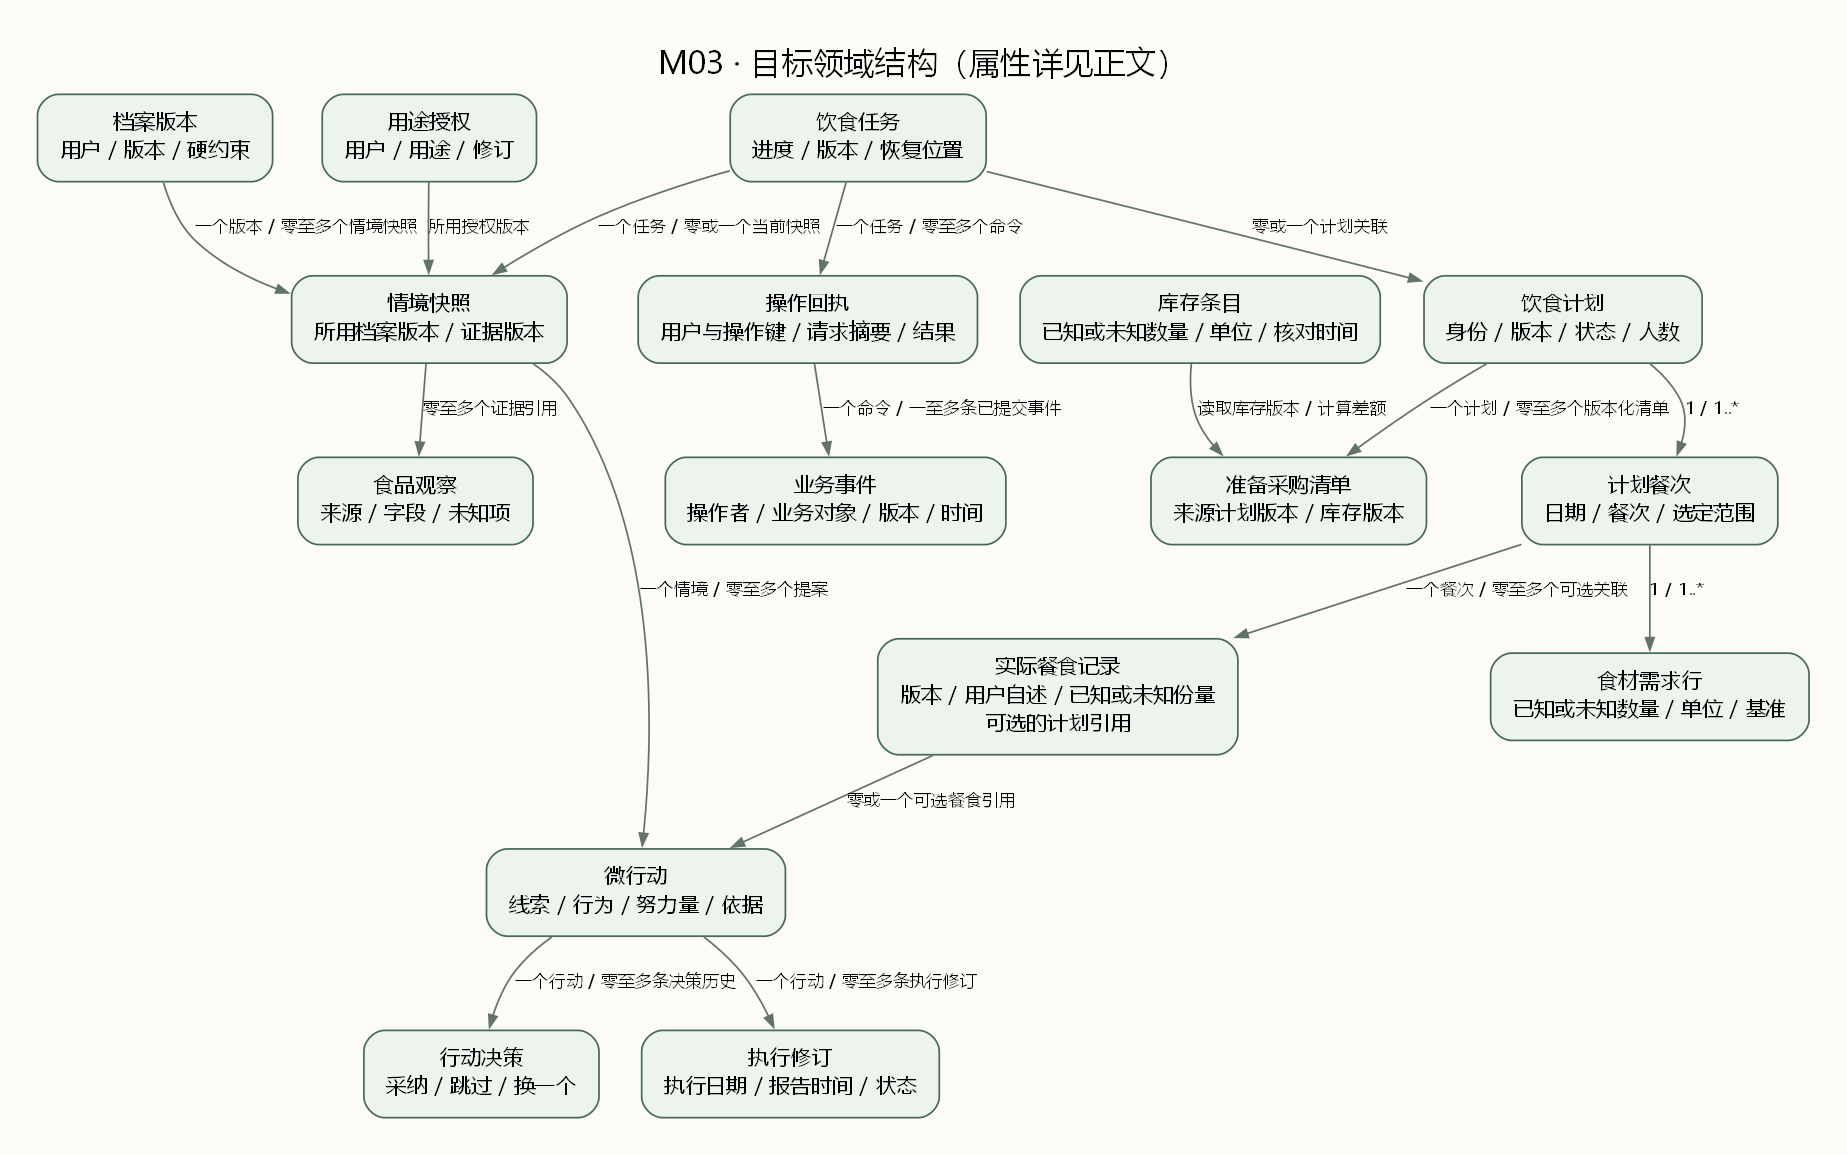 M03 · 目标领域结构（属性详见正文）
档案版本
用户 / 版本 / 硬约束
用途授权
用户 / 用途 / 修订
饮食任务
进度 / 版本 / 恢复位置
一个版本 / 零至多个情境快照
所用授权版本
一个任务 / 零或一个当前快照
一个任务 / 零至多个命令
零或一个计划关联
情境快照
所用档案版本 / 证据版本
操作回执
用户与操作键 / 请求摘要 / 结果
库存条目
已知或未知数量 / 单位 / 核对时间
饮食计划
身份 / 版本 / 状态 / 人数
零至多个证据引用
一个命令 / 一至多条已提交事件
读取库存版本 / 计算差额
一个计划 / 零至多个版本化清单
1 / 1..*
食品观察
来源 / 字段 / 未知项
业务事件
操作者 / 业务对象 / 版本 / 时间
准备采购清单
来源计划版本 / 库存版本
计划餐次
日期 / 餐次 / 选定范围
一个情境 / 零至多个提案
一个餐次 / 零至多个可选关联
1 / 1..*
实际餐食记录
版本 / 用户自述 / 已知或未知份量
可选的计划引用
食材需求行
已知或未知数量 / 单位 / 基准
零或一个可选餐食引用
微行动
线索 / 行为 / 努力量 / 依据
一个行动 / 零至多条决策历史
一个行动 / 零至多条执行修订
行动决策
采纳 / 跳过 / 换一个
执行修订
执行日期 / 报告时间 / 状态